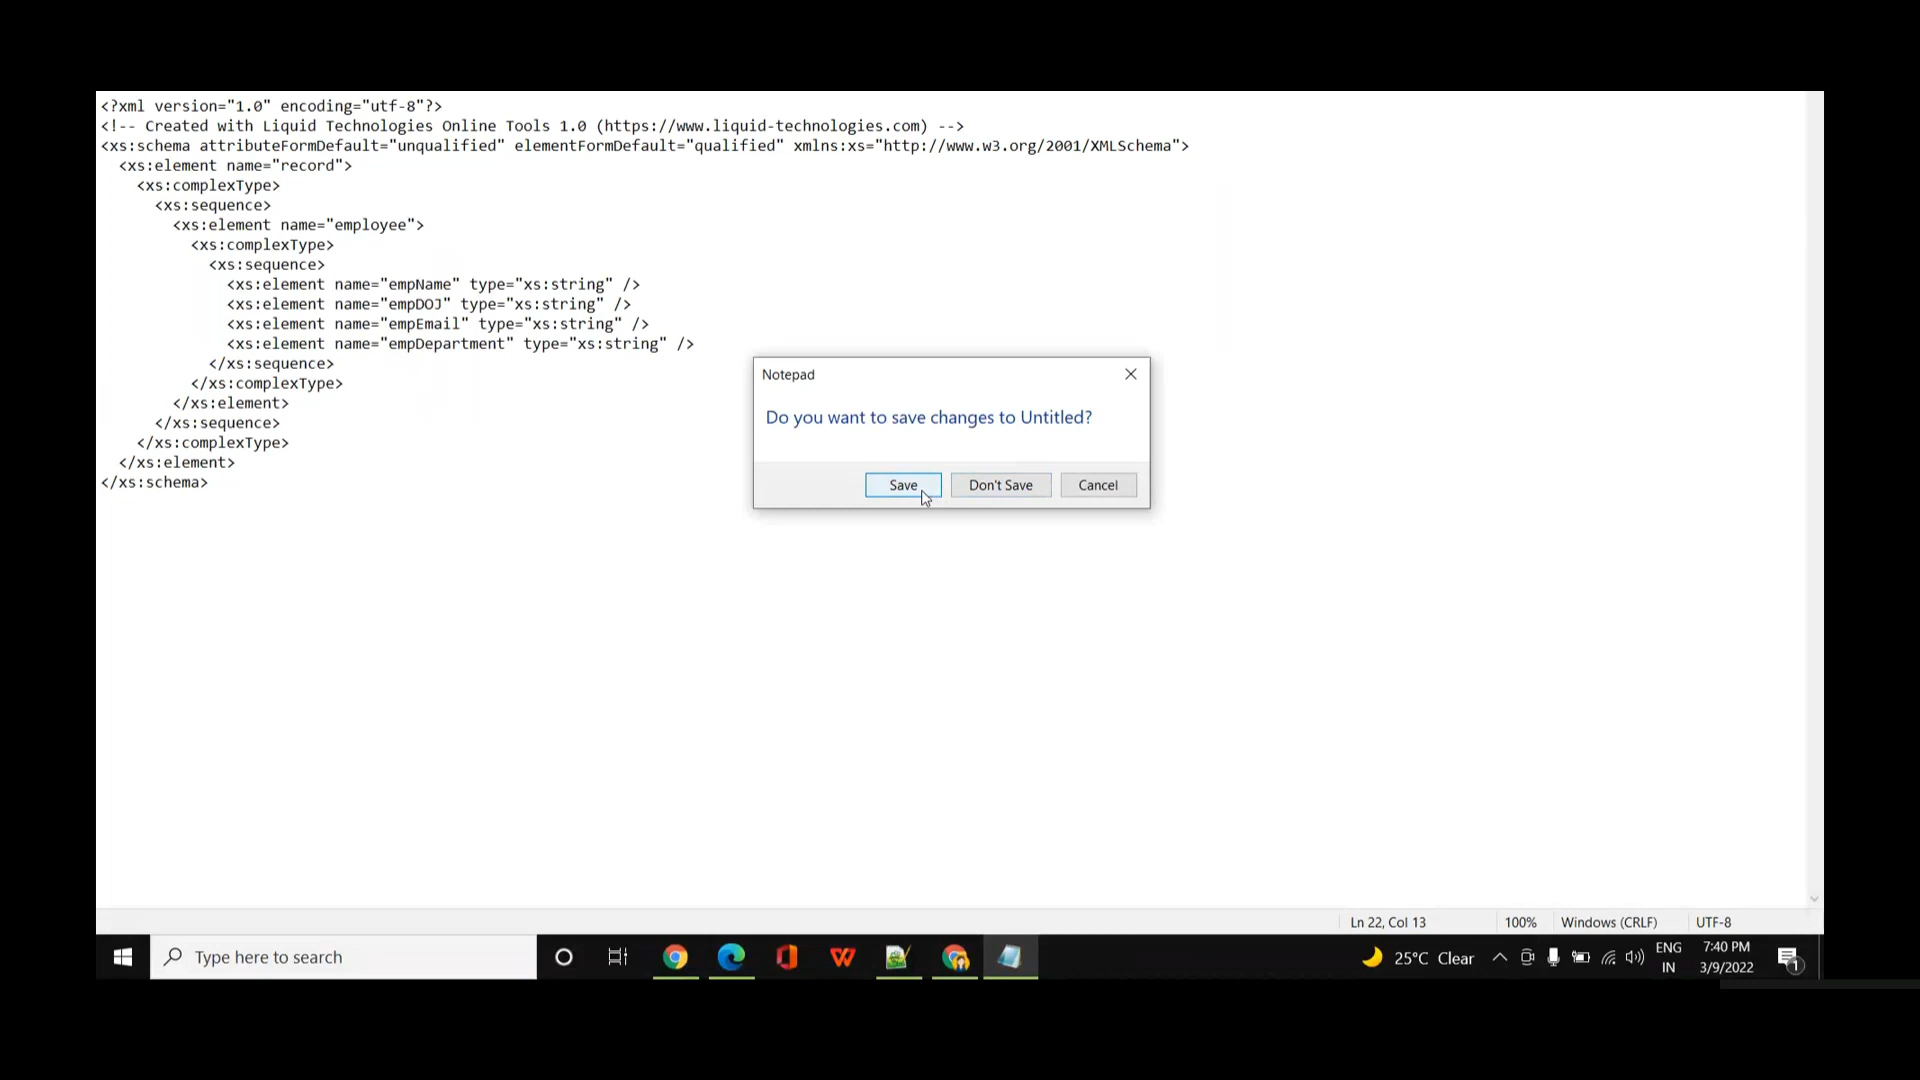 <?xml version="1.0" encoding="utf-8"?>
<!-- Created with Liquid Technologies Online Tools 1.0 (https://www.liquid-technologies.com) -->
<xs:schema attributeFormDefault="unqualified" elementFormDefault="qualified" xmlns:xs="http://www.w3.org/2001/XMLSchema">
  <xs:element name="record">
    <xs:complexType>
      <xs:sequence>
        <xs:element name="employee">
          <xs:complexType>
            <xs:sequence>
              <xs:element name="empName" type="xs:string" />
              <xs:element name="empDOJ" type="xs:string" />
              <xs:element name="empEmail" type="xs:string" />
              <xs:element name="empDepartment" type="xs:string" />
            </xs:sequence>
          </xs:complexType>
        </xs:element>
      </xs:sequence>
    </xs:complexType>
  </xs:element>
</xs:schema>
Notepad
Do you want to save changes to Untitled?
Save Don't Save Cancel
Ln 22, Col 13 100% Windows (CRLF) UTF-8
Type here to search
25°C Clear
ENG
IN
7:40 PM
3/9/2022
1